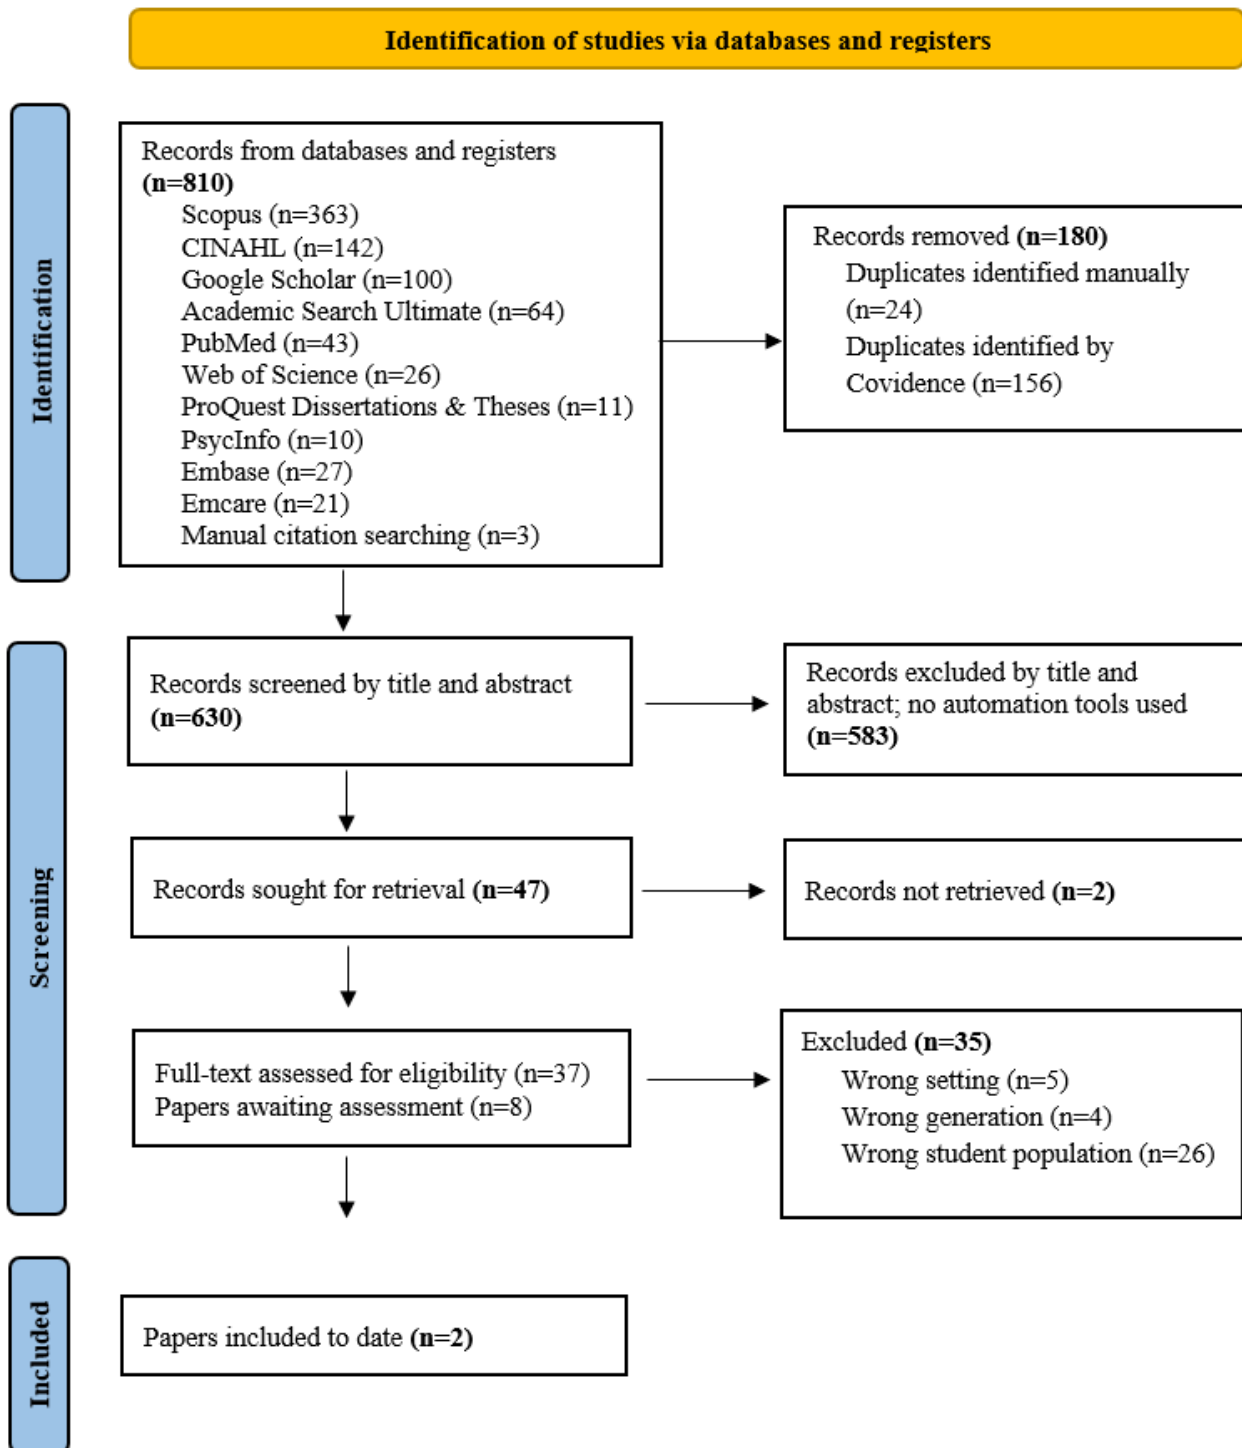 Identification of studies via databases and registers
Identification
Records from databases and registers
(n=810)
Scopus (n=363)
CINAHL (n=142)
Google Scholar (n=100)
Academic Search Ultimate (n=64)
PubMed (n=43)
Web of Science (n=26)
ProQuest Dissertations & Theses (n=11)
PsycInfo (n=10)
Embase (n=27)
Emcare (n=21)
Manual citation searching (n=3)
Records removed (n=180)
Duplicates identified manually
(n=24)
Duplicates identified by
Covidence (n=156)
Screening
Records screened by title and abstract
(n=630)
Records excluded by title and
abstract; no automation tools used
(n=583)
Records sought for retrieval (n=47)
Records not retrieved (n=2)
Full-text assessed for eligibility (n=37)
Papers awaiting assessment (n=8)
Excluded (n=35)
Wrong setting (n=5)
Wrong generation (n=4)
Wrong student population (n=26)
Included
Papers included to date (n=2)